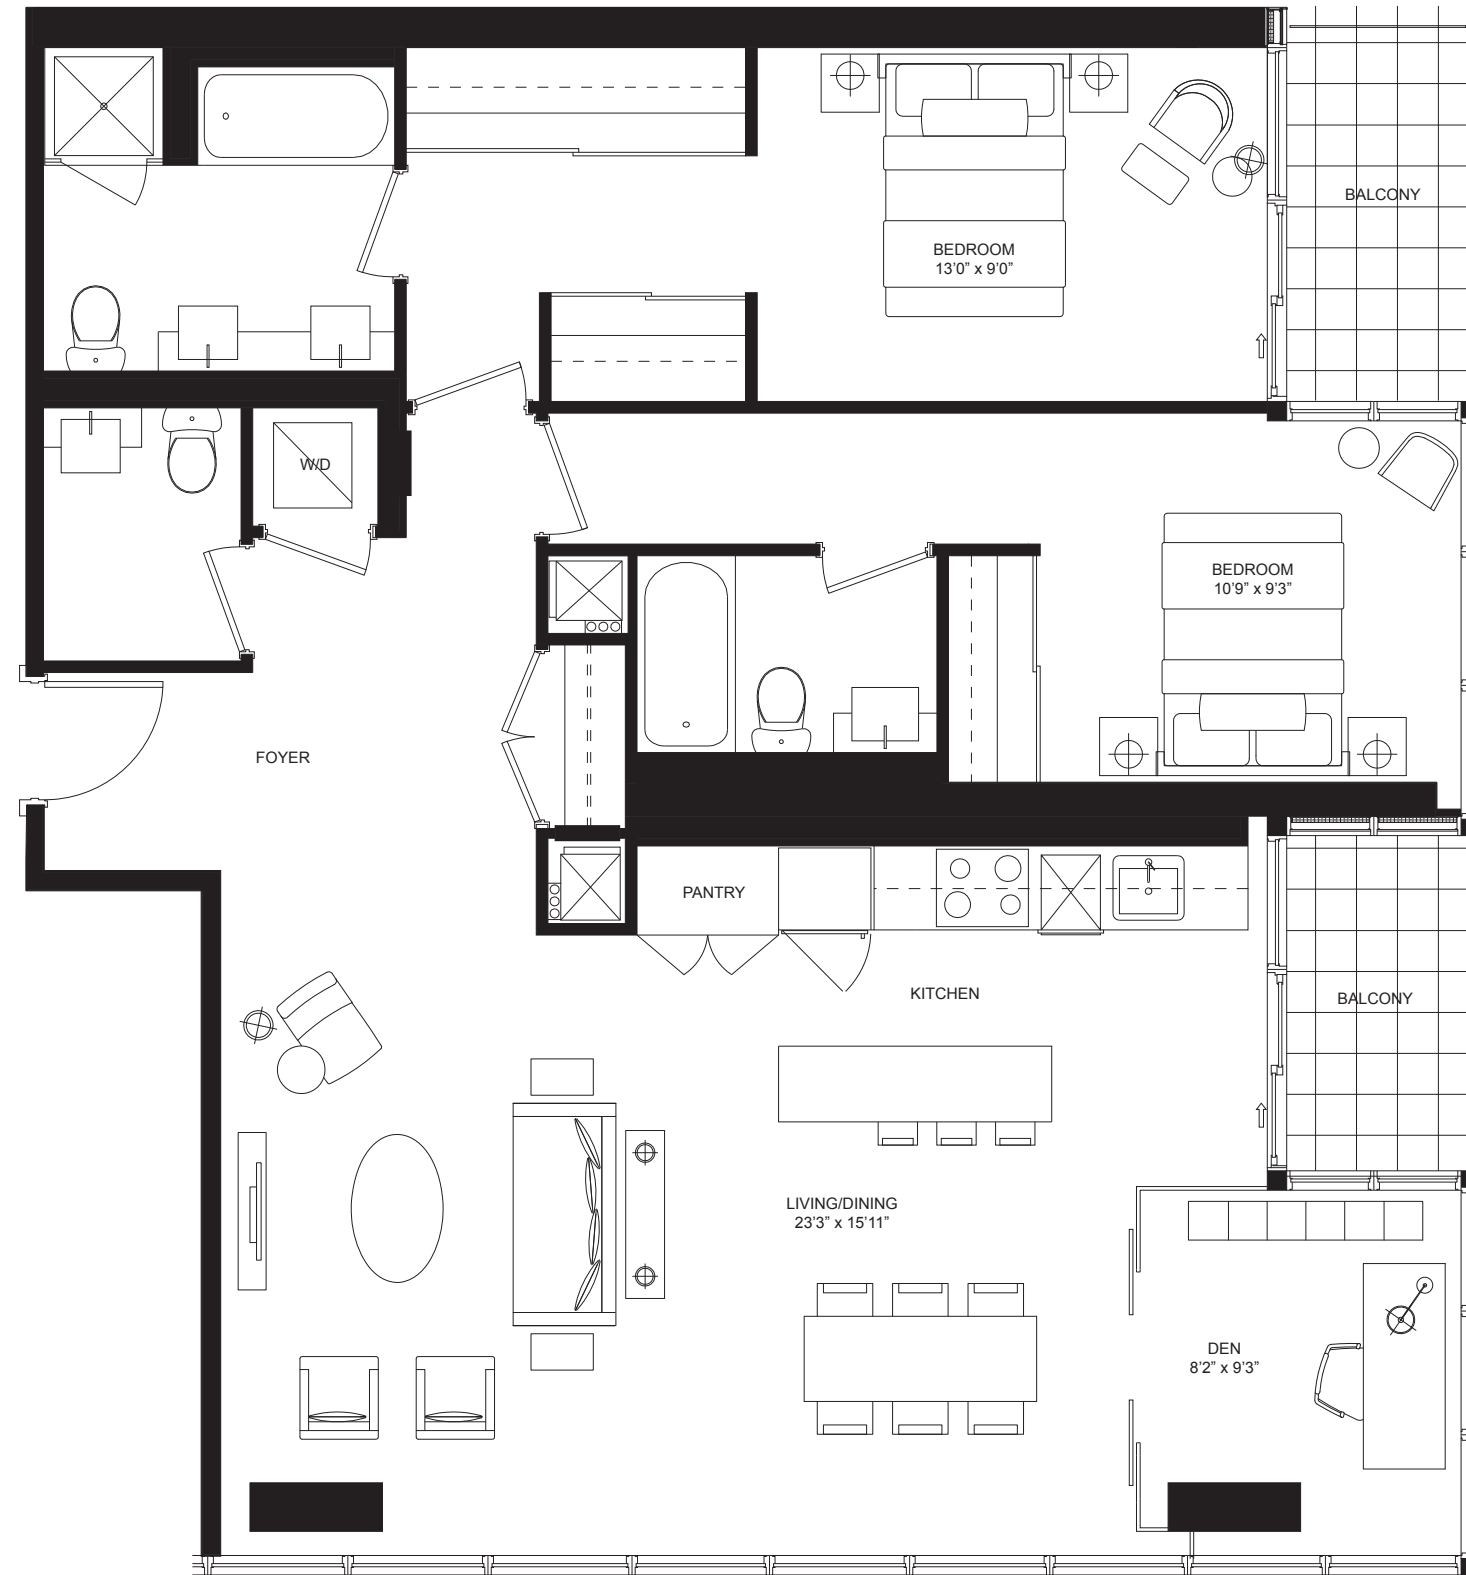 BALCONY
BEDROOM
13’0” x 9’0”
W/D
BEDROOM
10’9” x 9’3”
FOYER
PANTRY
KITCHEN
BALCONY
LIVING/DINING
23’3” x 15’11”
DEN
8’2” x 9’3”